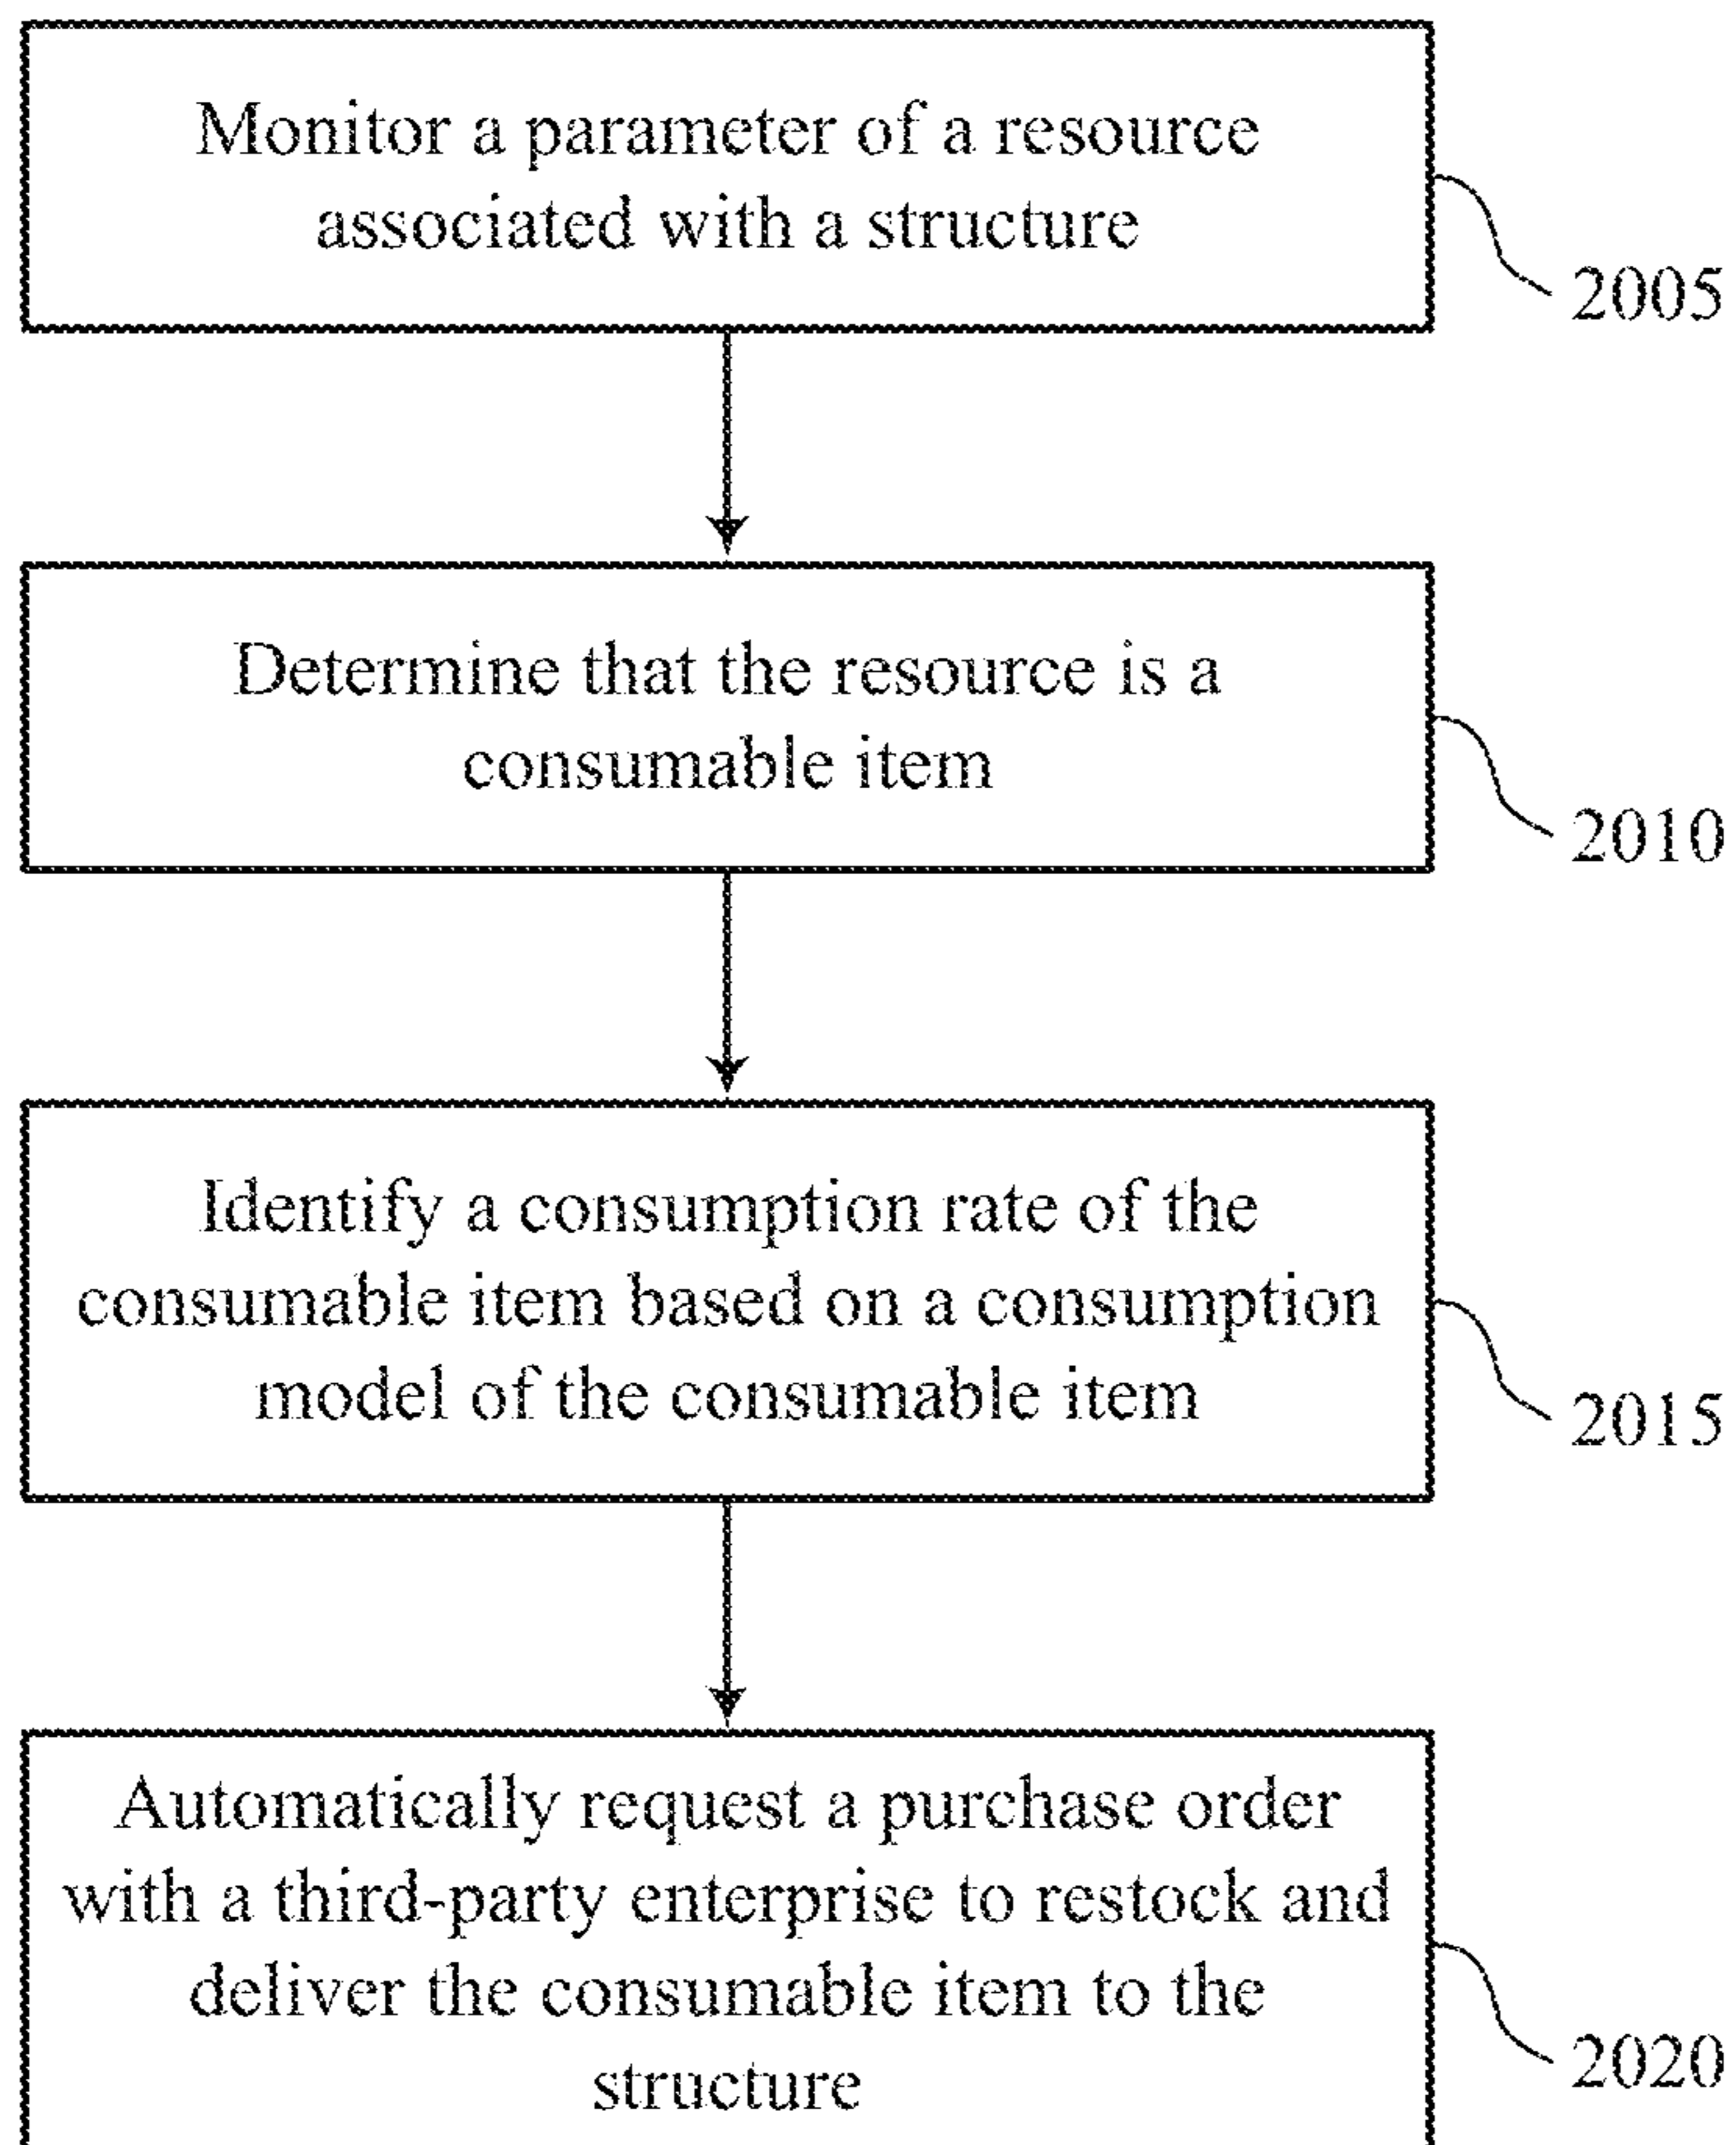 Monitor a parameter of a resource
associated with a structure
2005
Determine that the resource is a
consumable item
2010
Identify a consumption rate of the
consumable item based on a consumption
model of the consumable item
2015
Automatically request a purchase order
with a third-party enterprise to restock and
deliver the consumable item to the
structure
2020